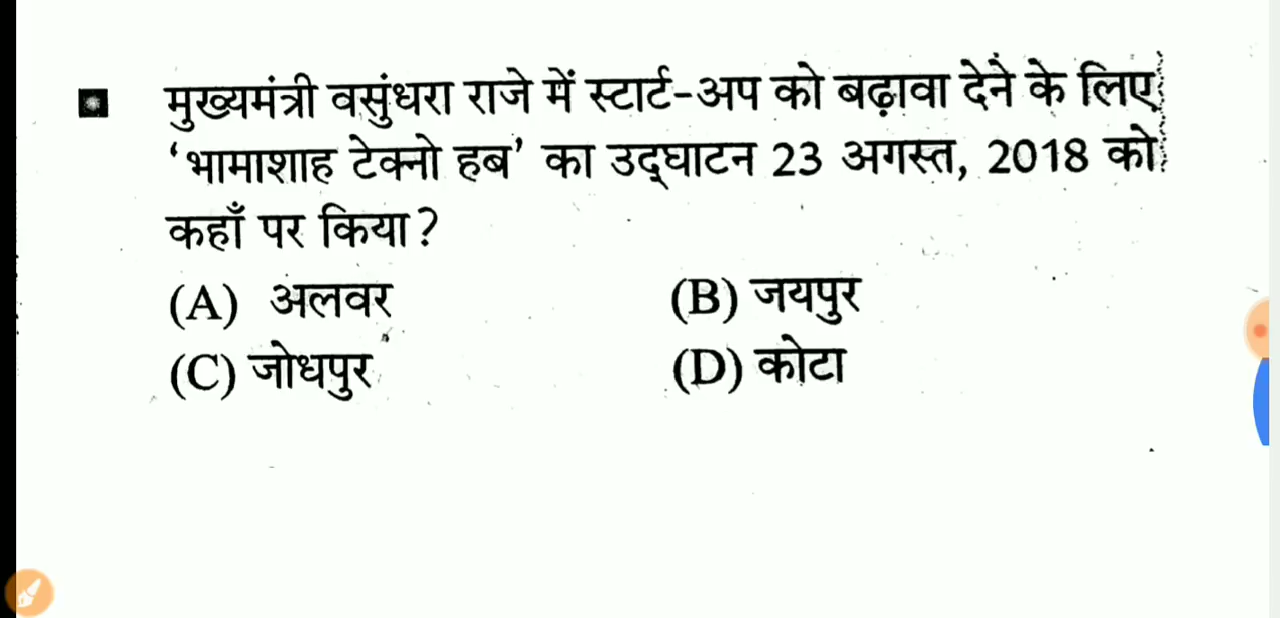 मुख्यमंत्री वसुंधरा राजे में स्टार्ट-अप को बढ़ावा देने के लिए
‘भामाशाह टेक्नो हब’ का उद्घाटन 23 अगस्त, 2018 को
कहाँ पर किया?
(A) अलवर (B) जयपुर
(C) जोधपुर (D) कोटा